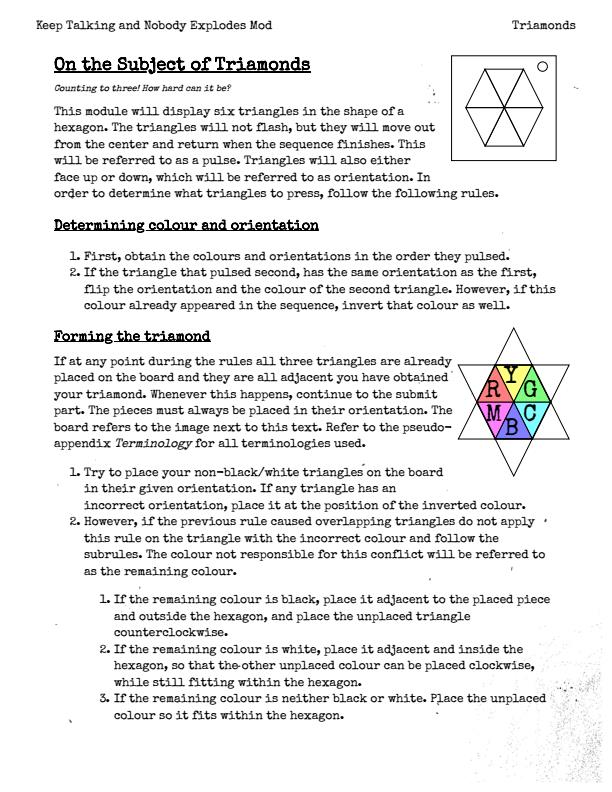 Keep Talking and Nobody Explodes Mod
Triamonds
On the Subject of Triamonds
Counting to three! How hard can it be?
This module will display six triangles in the shape of a
hexagon. The triangles will not flash, but they will move out
from the center and return when the sequence finishes. This
will be referred to as a pulse. Triangles will also either
face up or down, which will be referred to as orientation. In
order to determine what triangles to press, follow the following rules.
Determining colour and orientation
1. First, obtain the colours and orientations in the order they pulsed.
2. If the triangle that pulsed second, has the same orientation as the first,
flip the orientation and the colour of the second triangle. However, if this
colour already appeared in the sequence, invert that colour as well.
Forming the triamond
If at any point during the rules all three triangles are already
placed on the board and they are all adjacent you have obtained
your triamond. Whenever this happens, continue to the submit
part. The pieces must always be placed in their orientation. The
board refers to the image next to this text. Refer to the pseudo-
appendix Terminology for all terminologies used.
Y
R G
M C
B
1. Try to place your non-black/white triangles on the board
in their given orientation. If any triangle has an
incorrect orientation, place it at the position of the inverted colour.
2. However, if the previous rule caused overlapping triangles do not apply
this rule on the triangle with the incorrect colour and follow the
subrules. The colour not responsible for this conflict will be referred to
as the remaining colour.
1. If the remaining colour is black, place it adjacent to the placed piece
and outside the hexagon, and place the unplaced triangle
counterclockwise.
2. If the remaining colour is white, place it adjacent and inside the
hexagon, so that the other unplaced colour can be placed clockwise,
while still fitting within the hexagon.
3. If the remaining colour is neither black or white. Place the unplaced
colour so it fits within the hexagon.